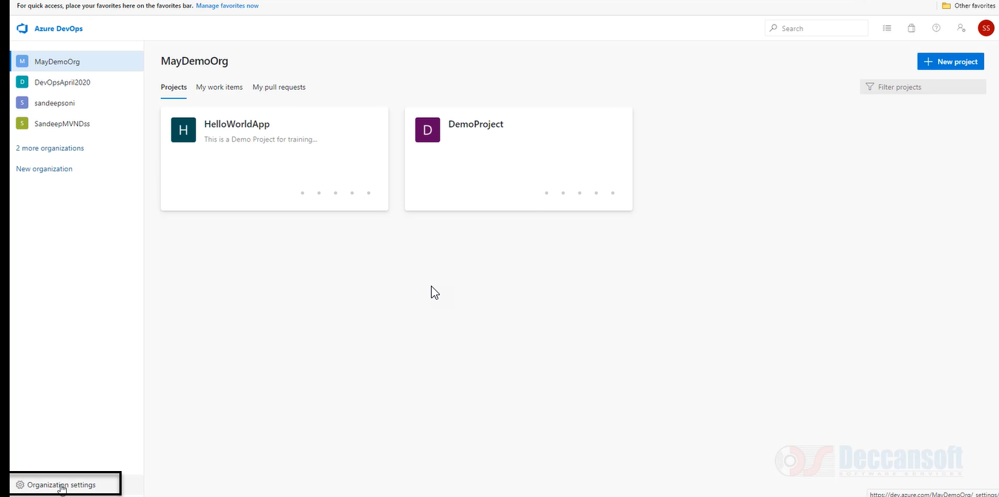 For quick access, place your favorites here on the favorites bar. Manage favorites now
Other favorites
Azure DevOps
Search
SS
M MayDemoOrg
D DevOpsApril2020
S sandeepsoni
S SandeepMVNDss
2 more organizations
New organization
MayDemoOrg
New project
Projects My work items My pull requests
Filter projects
H HelloWorldApp
This is a Demo Project for training...
D DemoProject
Deccansoft
SOFTWARE SERVICES
Organization settings
https://dev.azure.com/MayDemoOrg/_settings/